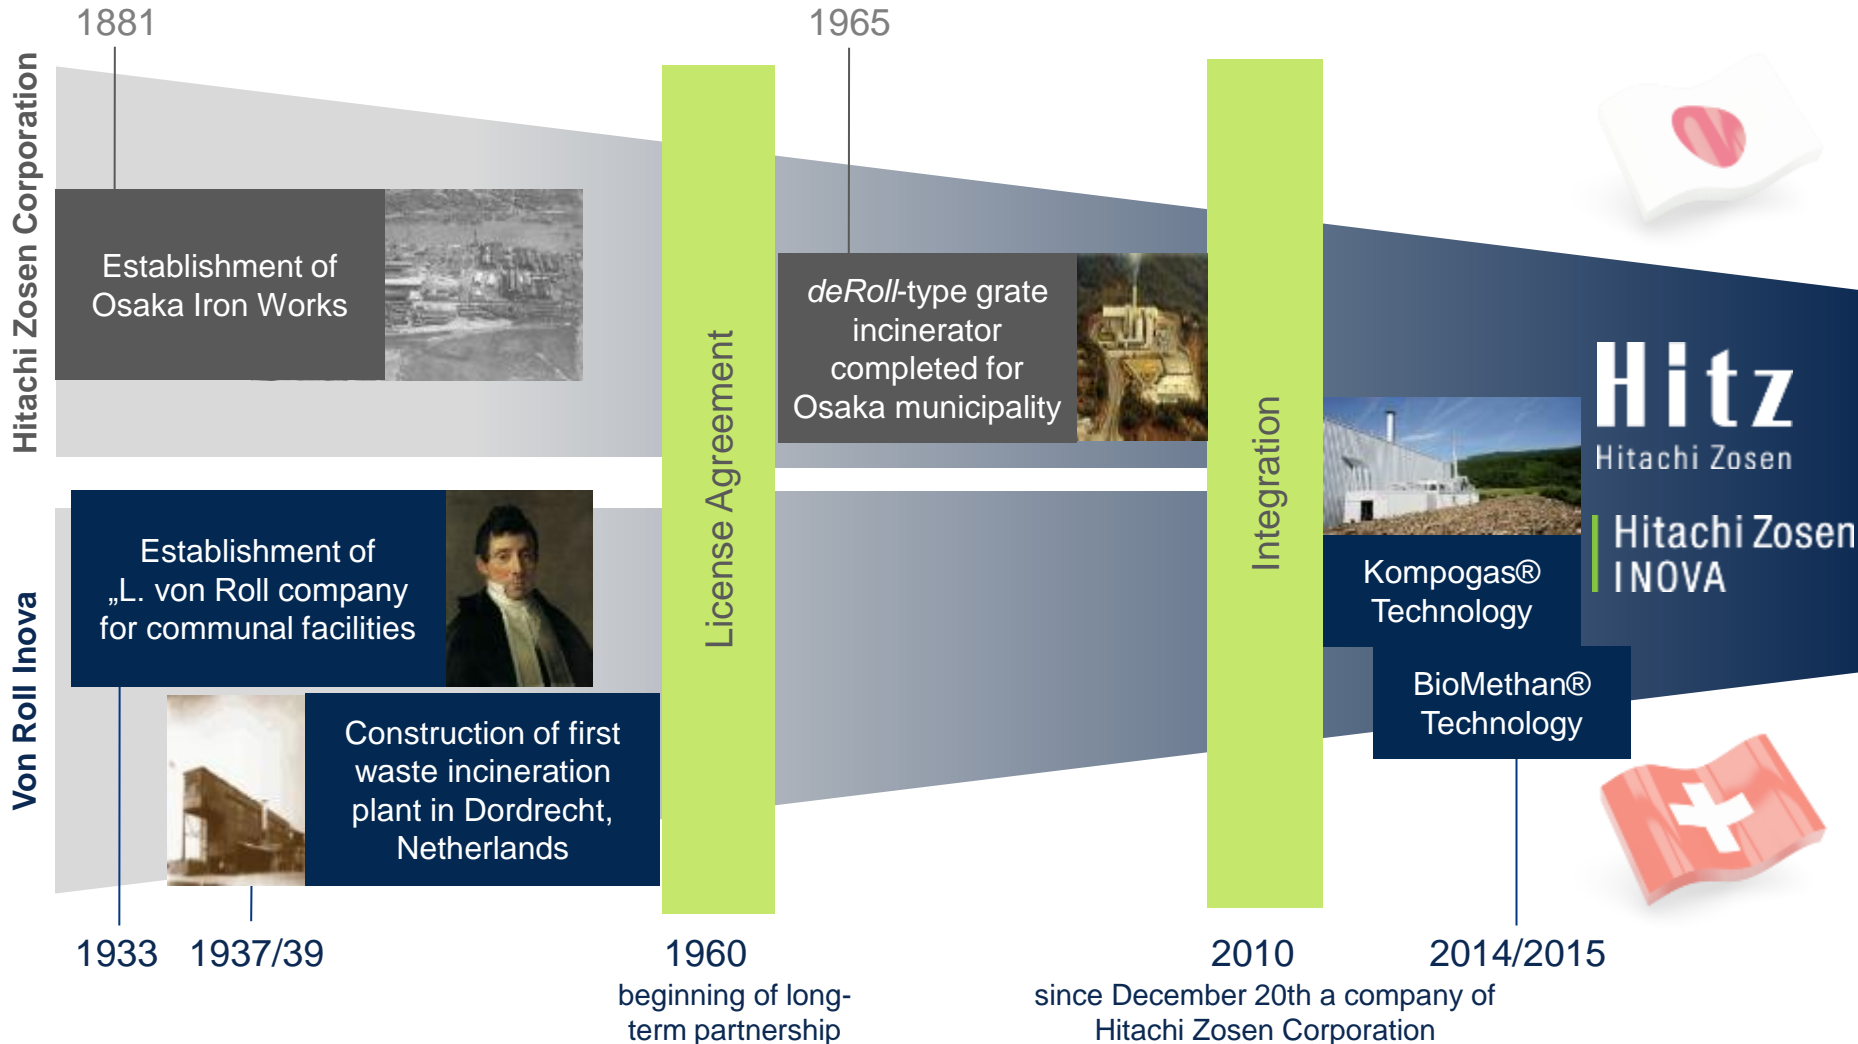 1881
1965
Hitachi Zosen Corporation
Establishment of
Osaka Iron Works
deRoll-type grate
incinerator
completed for
Osaka municipality
License Agreement
Integration
Hitz
Hitachi Zosen
Hitachi Zosen
INOVA
Von Roll Inova
Establishment of
„L. von Roll company
for communal facilities
Construction of first
waste incineration
plant in Dordrecht,
Netherlands
Kompogas®
Technology
BioMethan®
Technology
1933
1937/39
1960
beginning of long-
term partnership
2010
since December 20th a company of
Hitachi Zosen Corporation
2014/2015